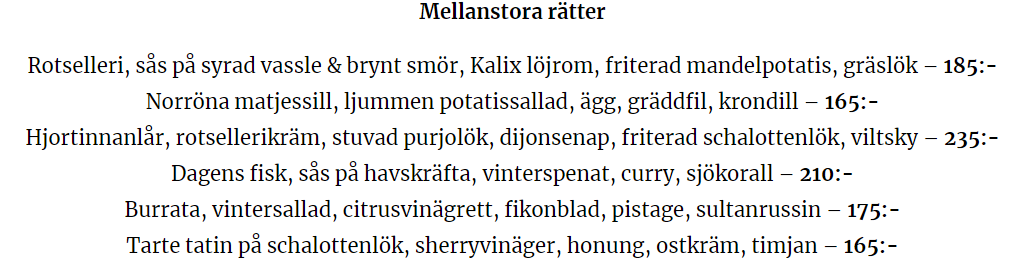 Mellanstora rätter
Rotselleri, sås på syrad vassle & brynt smör, Kalix löjrom, friterad mandelpotatis, gräslök – 185:-
Norröna matjessill, ljummen potatissallad, ägg, gräddfil, krondill – 165:-
Hjortinnanlår, rotsellerikräm, stuvad purjolök, dijonsenap, friterad schalottenlök, viltsky – 235:-
Dagens fisk, sås på havskräfta, vinterspenat, curry, sjökorall – 210:-
Burrata, vintersallad, citrusvinägrett, fikonblad, pistage, sultanrussin – 175:-
Tarte tatin på schalottenlök, sherryvinäger, honung, ostkräm, timjan – 165:-